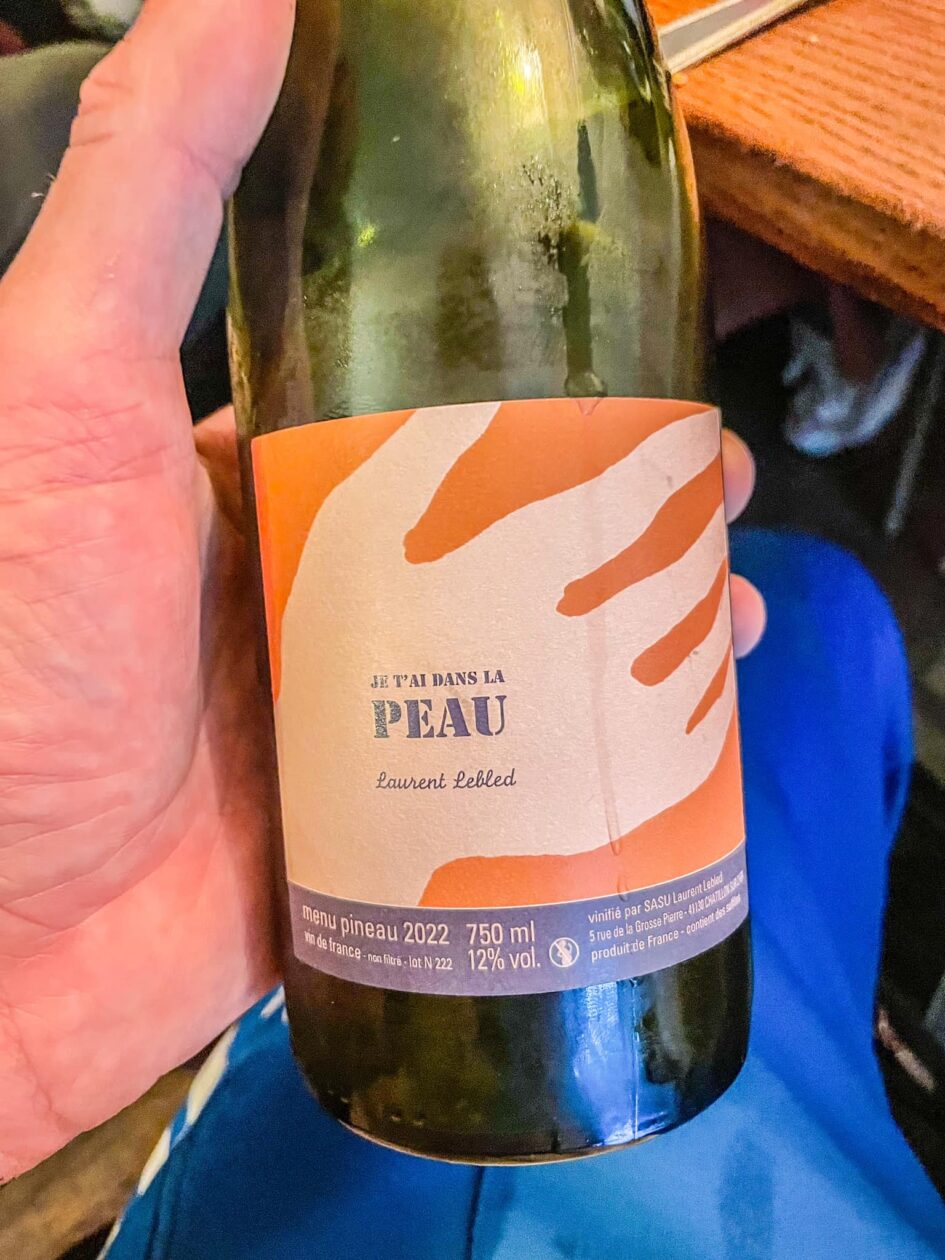 JE T'AI DANS LA
PEAU
Laurent Lebled
menu pineau 2022
vin de france - non filtré - lot N 222
750 ml
12% vol.
vinifié par SASU Laurent Lebled
5 rue de la Grosse Pierre - 41130 CHATILLON SUR CHER
produit de France - contient des sulfites